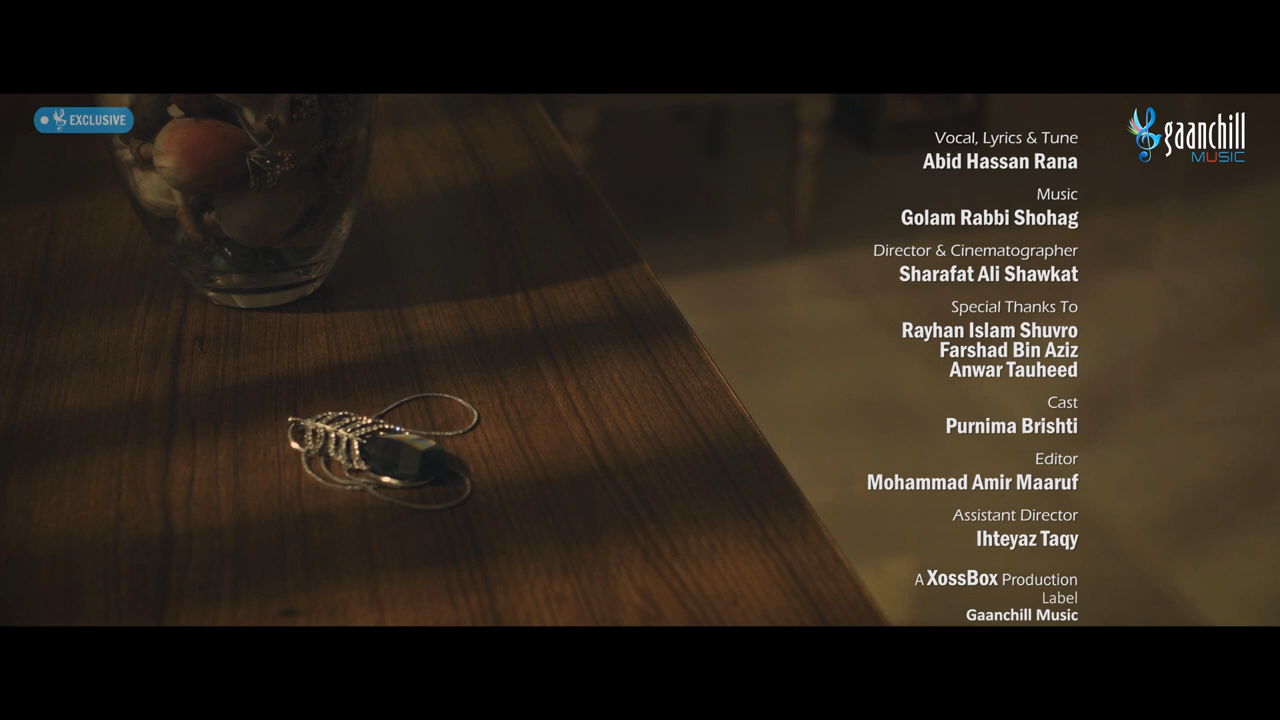 EXCLUSIVE
gaanchill
MUSIC
Vocal, Lyrics & Tune
Abid Hassan Rana
Music
Golam Rabbi Shohag
Director & Cinematographer
Sharafat Ali Shawkat
Special Thanks To
Rayhan Islam Shuvro
Farshad Bin Aziz
Anwar Tauheed
Cast
Purnima Brishti
Editor
Mohammad Amir Maaruf
Assistant Director
Ihteyaz Taqy
A XossBox Production
Label
Gaanchill Music